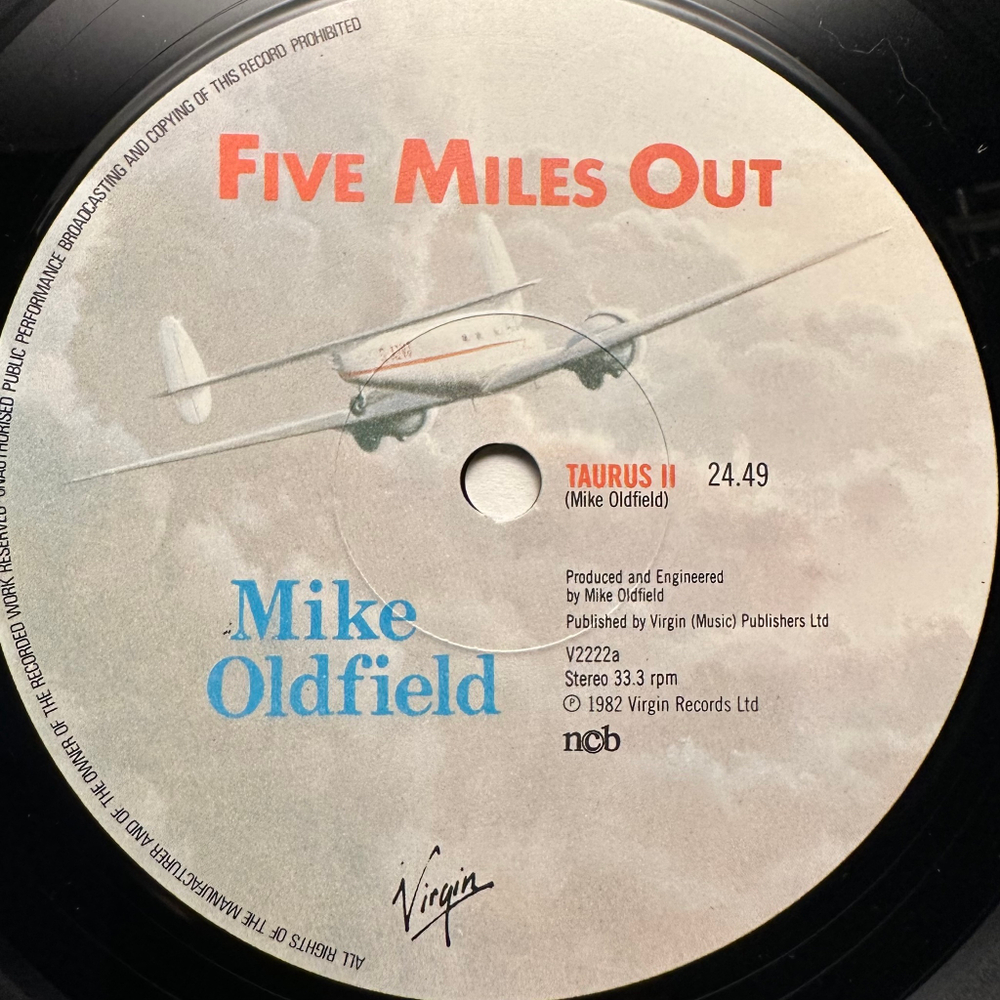 FIVE MILES OUT
TAURUS II 24.49
(Mike Oldfield)
Mike
Oldfield
Produced and Engineered
by Mike Oldfield
Published by Virgin (Music) Publishers Ltd
V2222a
Stereo 33.3 rpm
℗ 1982 Virgin Records Ltd
ncb
Virgin
ALL RIGHTS OF THE MANUFACTURER AND OF THE OWNER OF THE RECORDED WORK RESERVED UNAUTHORISED PUBLIC PERFORMANCE BROADCASTING AND COPYING OF THIS RECORD PROHIBITED